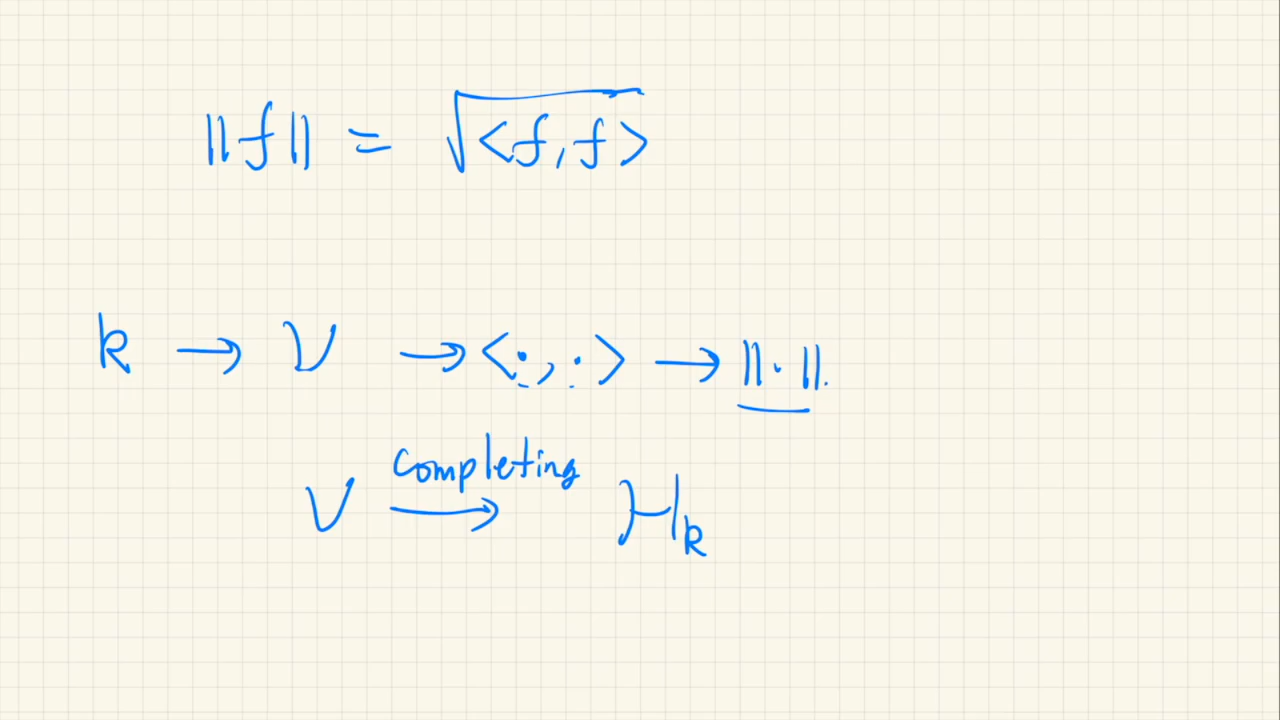 ||f|| = √<f,f>
k → V → <·,·> → ||·||.
completing
V → H_k